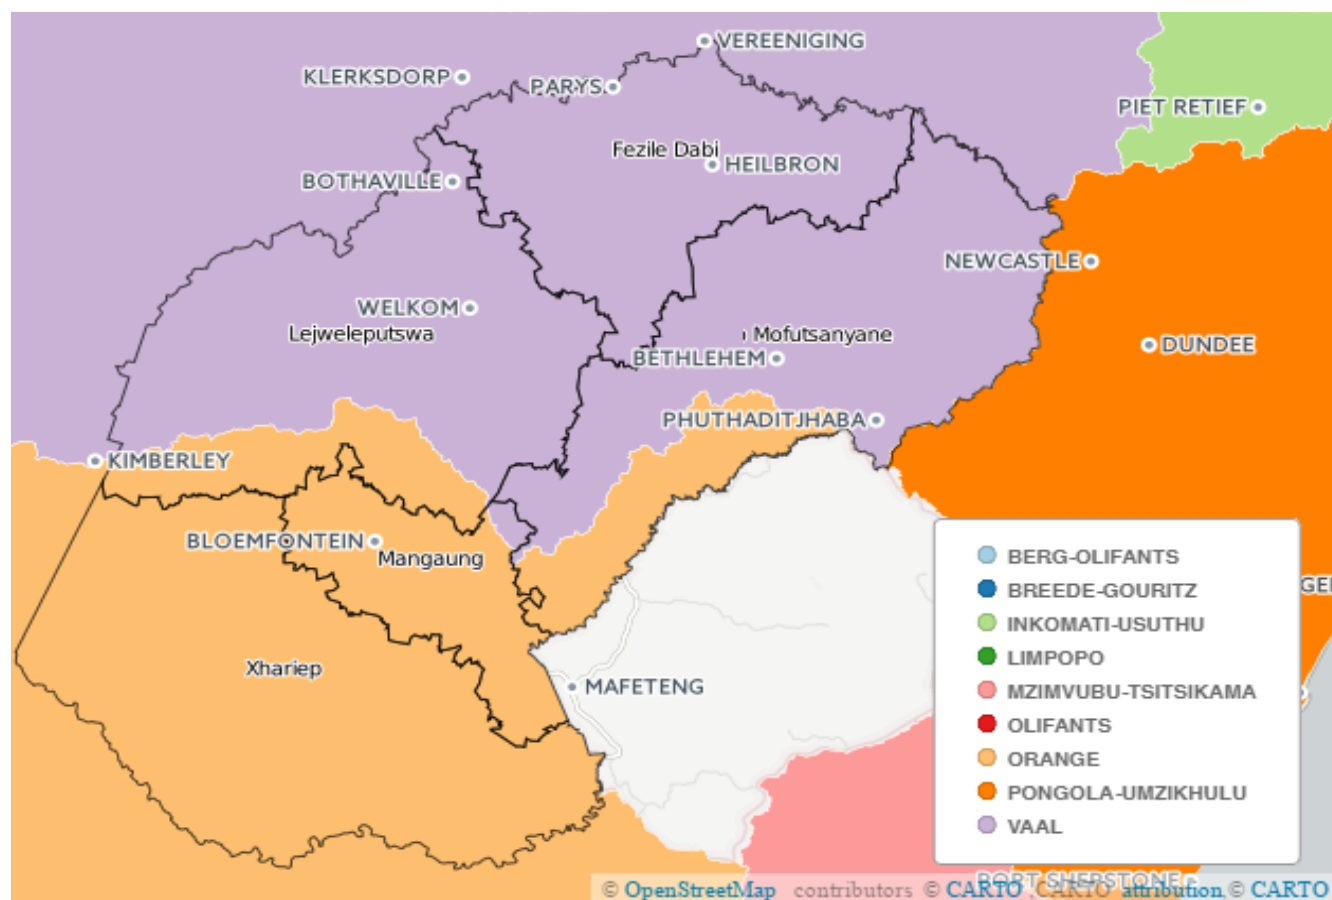 VEREENIGING
KLERKSDORP
PARYS
PIET RETIEF
Fezile Dabi
HEILBRON
BOTHAVILLE
NEWCASTLE
WELKOM
Lejweleputswa
Mofutsanyane
DUNDEE
BETHLEHEM
PHUTHADITJHABA
KIMBERLEY
BLOEMFONTEIN
Mangaung
Xhariep
MAFETENG
BERG-OLIFANTS
BREEDE-GOURITZ
INKOMATI-USUTHU
LIMPOPO
MZIMVUBU-TSITSIKAMA
OLIFANTS
ORANGE
PONGOLA-UMZIKHULU
VAAL
PORT SHEPSTONE
© OpenStreetMap contributors © CARTO ,CARTO attribution,© CARTO